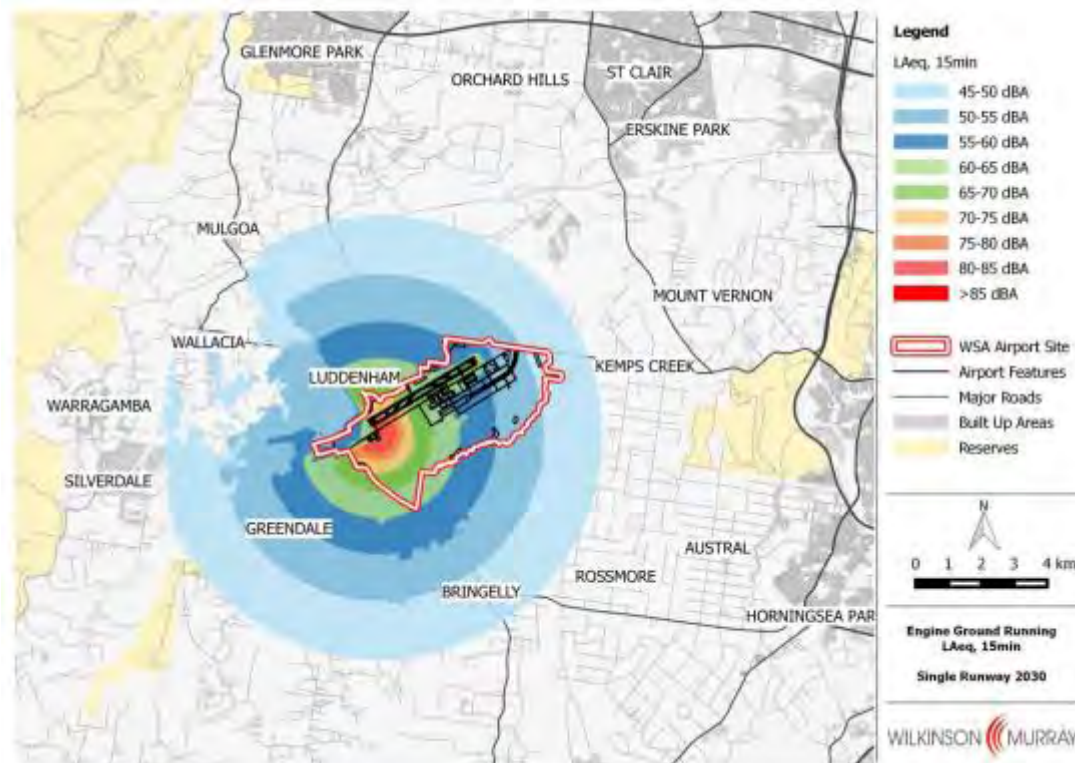 GLENMORE PARK
ORCHARD HILLS
ST CLAIR
ERSKINE PARK
MULGOA
MOUNT VERNON
WALLACIA
KEMPS CREEK
LUDDENHAM
WARRAGAMBA
SILVERDALE
GREENDALE
AUSTRAL
ROSSMORE
BRINGELLY
HORNINGSEA PAR
Legend
LAeq, 15min
45-50 dBA
50-55 dBA
55-60 dBA
60-65 dBA
65-70 dBA
70-75 dBA
75-80 dBA
80-85 dBA
>85 dBA
WSA Airport Site
Airport Features
Major Roads
Built Up Areas
Reserves
N
0 1 2 3 4 km
Engine Ground Running
LAeq, 15min
Single Runway 2030
WILKINSON MURRAY